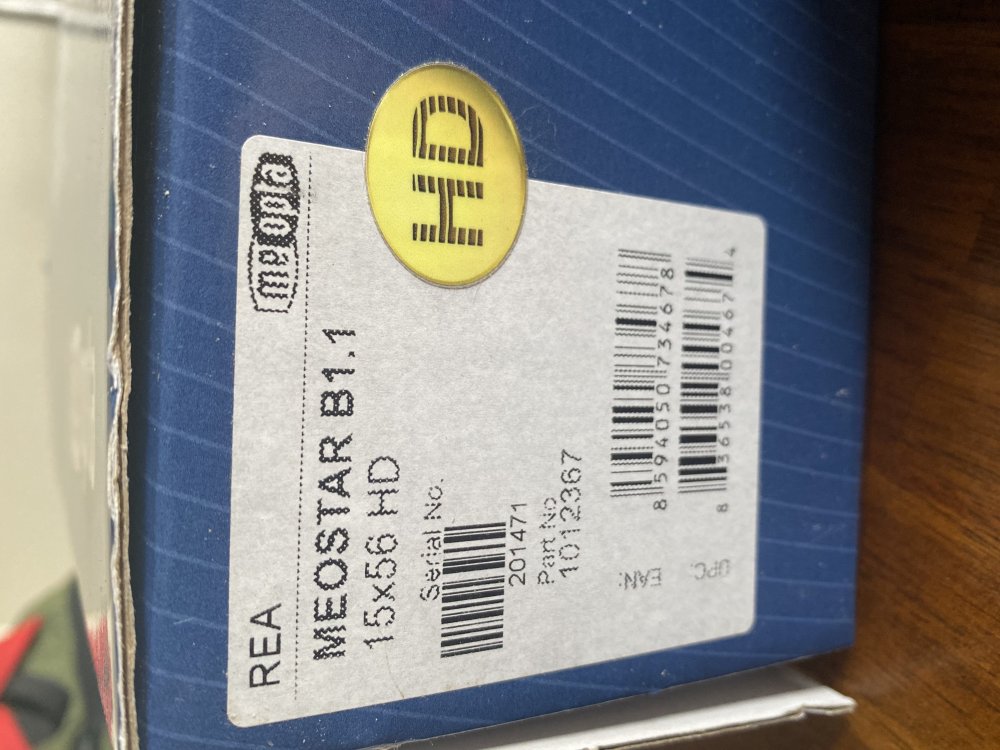 REA
meopta
HD
MEOSTAR B1.1
15x56 HD
Serial No.
201471
Part No
1012367
EAN:
8 594050 734678
UPC:
8 36538 00467 4